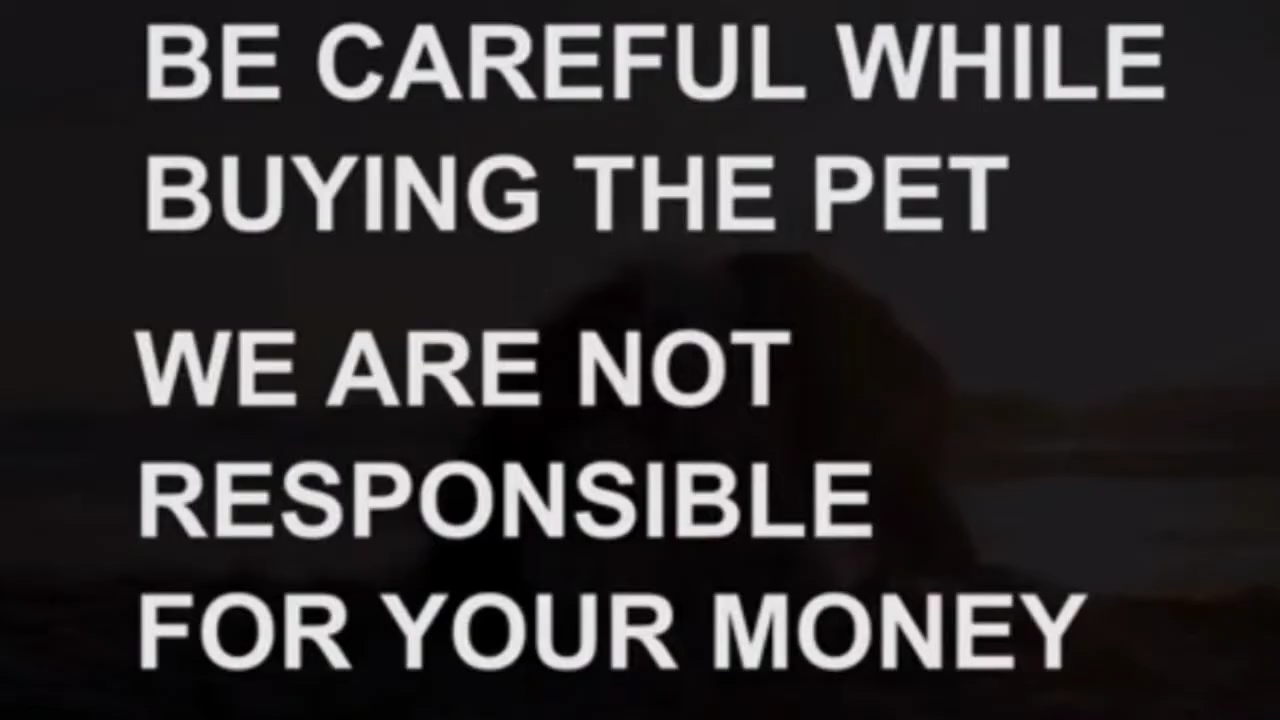 BE CAREFUL WHILE
BUYING THE PET
WE ARE NOT
RESPONSIBLE
FOR YOUR MONEY